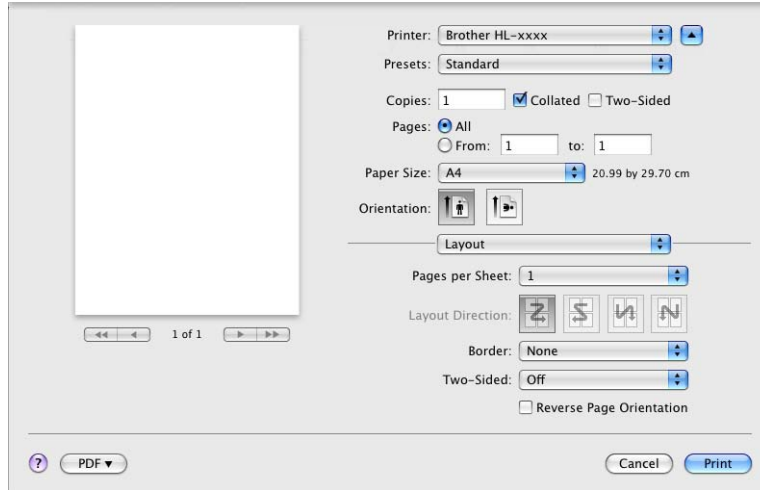 Printer: Brother HL-xxxx
Presets: Standard
Copies: 1 Collated Two-Sided
Pages: All
From: 1 to: 1
Paper Size: A4 20.99 by 29.70 cm
Orientation:
Layout
Pages per Sheet: 1
Layout Direction:
1 of 1
Border: None
Two-Sided: Off
Reverse Page Orientation
? PDF Cancel Print